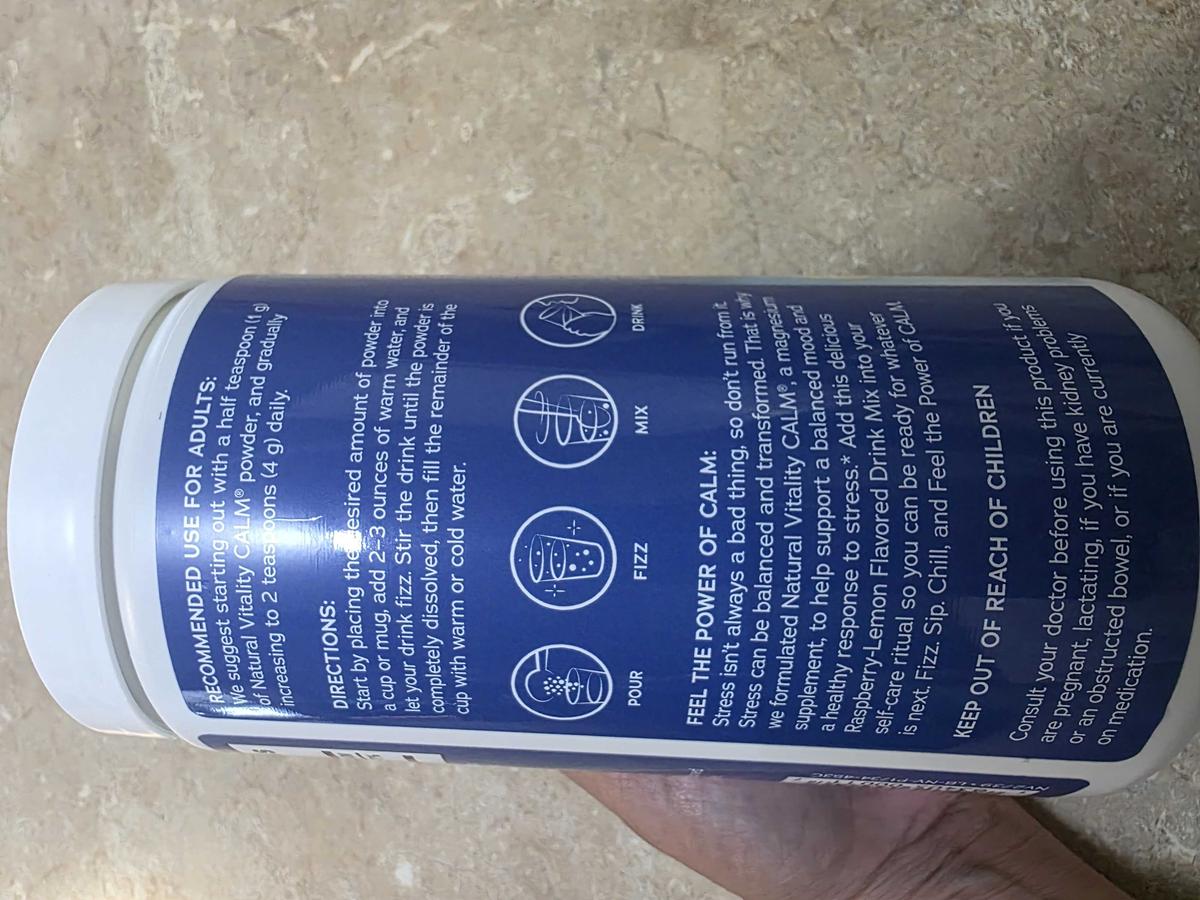 RECOMMENDED USE FOR ADULTS:
We suggest starting out with a half teaspoon (1 g)
of Natural Vitality CALM® powder, and gradually
increasing to 2 teaspoons (4 g) daily.
DIRECTIONS:
Start by placing the desired amount of powder into
a cup or mug, add 2-3 ounces of warm water, and
let your drink fizz. Stir the drink until the powder is
completely dissolved, then fill the remainder of the
cup with warm or cold water.
POUR
FIZZ
MIX
DRINK
FEEL THE POWER OF CALM:
Stress isn't always a bad thing, so don't run from it.
Stress can be balanced and transformed. That is why
we formulated Natural Vitality CALM®, a magnesium
supplement, to help support a balanced mood and
a healthy response to stress.* Add this delicious
Raspberry-Lemon Flavored Drink Mix into your
self-care ritual so you can be ready for whatever
is next. Fizz, Sip, Chill, and Feel the Power of CALM.
KEEP OUT OF REACH OF CHILDREN
Consult your doctor before using this product if you
are pregnant, lactating, if you have kidney problems
or an obstructed bowel, or if you are currently
on medication.